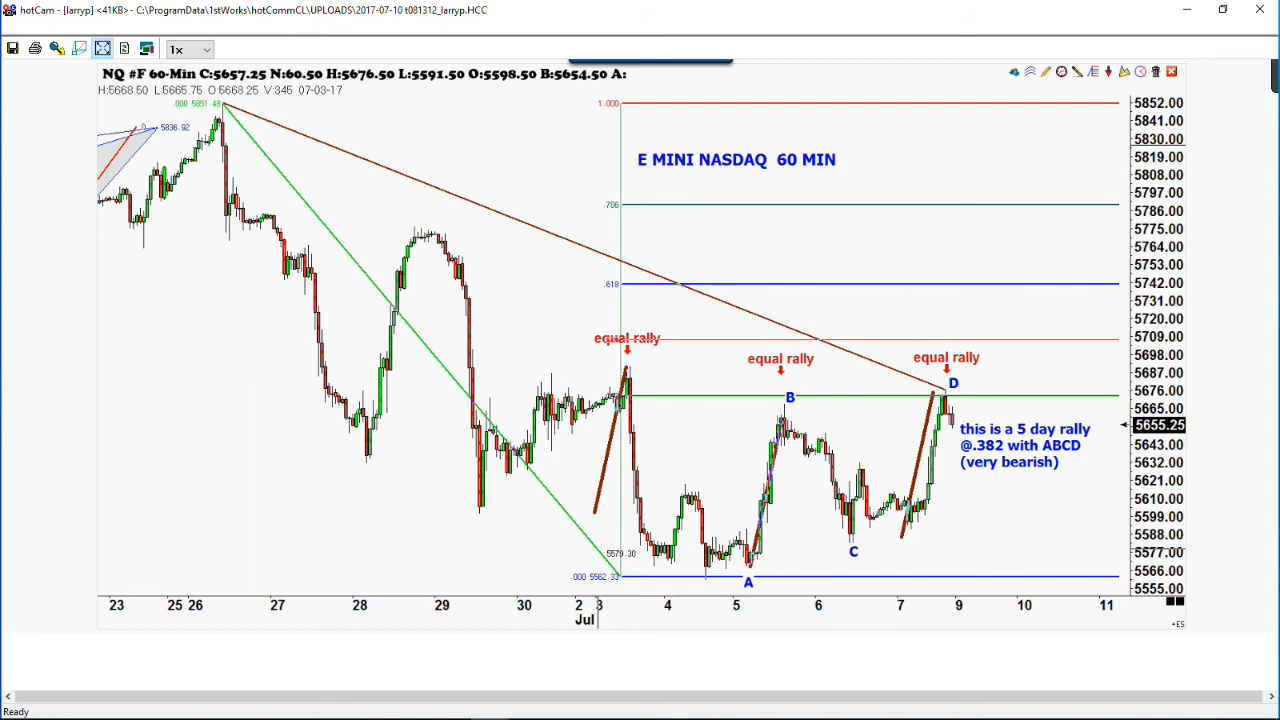 hotCam - [larryp] <41KB> - C:\ProgramData\1stWorks\hotCommCL\UPLOADS\2017-07-10 t081312_larryp.HCC
1x
NQ #F 60-Min C:5657.25 N:60.50 H:5676.50 L:5591.50 O:5598.50 B:5654.50 A:
H:5668.50 L:5665.75 O:5668.25 V:345 07-03-17
.000 5851.48
1.000
5852.00
5841.00
D
5836.92
5830.00
E MINI NASDAQ 60 MIN
5819.00
5808.00
5797.00
.786
5786.00
5775.00
5764.00
5753.00
.618
5742.00
5731.00
5720.00
equal rally
5709.00
equal rally
equal rally
5698.00
5687.00
D
5676.00
B
5665.00
this is a 5 day rally
5655.25
@.382 with ABCD
5643.00
(very bearish)
5632.00
5621.00
5610.00
5599.00
5588.00
C
5579.30
5577.00
.000 5562.33
A
5566.00
5555.00
23 25 26 27 28 29 30 2 3 4 5 6 7 9 10 11
Jul
+ES
Ready